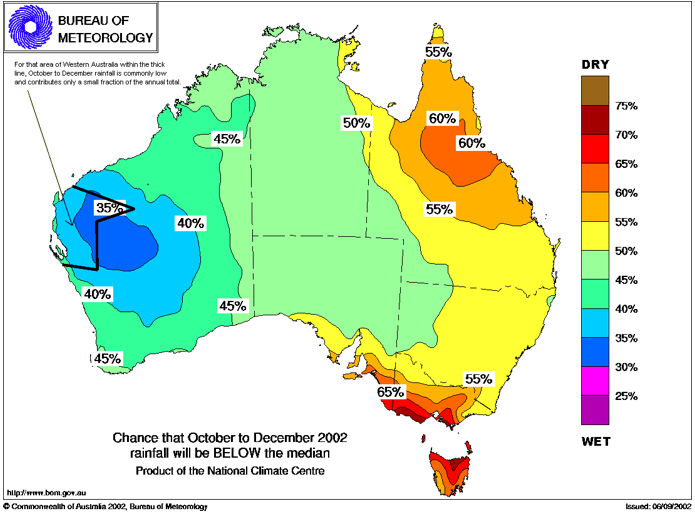 BUREAU OF
METEOROLOGY
For that area of Western Australia within the thick
line, October to December rainfall is commonly low
and contributes only a small fraction of the annual total.
55%
DRY
75%
70%
65%
60%
55%
50%
45%
40%
35%
30%
25%
WET
60%
50%
60%
45%
35%
55%
40%
40%
45%
45%
55%
65%
Chance that October to December 2002
rainfall will be BELOW the median
Product of the National Climate Centre
http://www.bom.gov.au
© Commonwealth of Australia 2002, Bureau of Meteorology
Issued: 06/09/2002